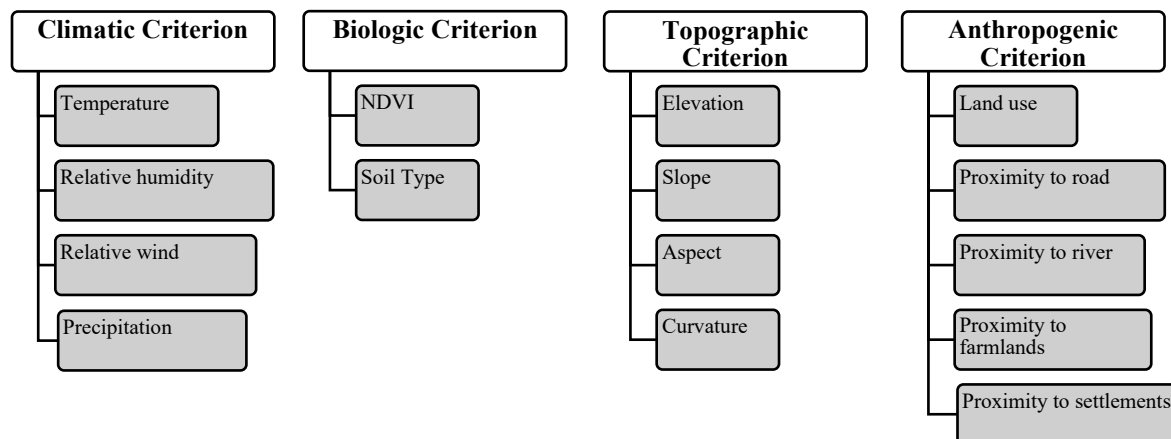 Climatic Criterion
Temperature
Relative humidity
Relative wind
Precipitation
Biologic Criterion
NDVI
Soil Type
Topographic
Criterion
Elevation
Slope
Aspect
Curvature
Anthropogenic
Criterion
Land use
Proximity to road
Proximity to river
Proximity to
farmlands
Proximity to settlements